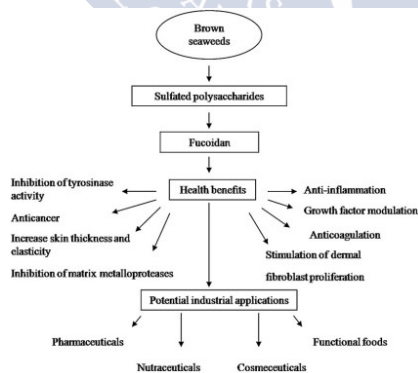 Brown
seaweeds
Sulfated polysaccharides
Fucoidan
Health benefits
Inhibition of tyrosinase
activity
Anticancer
Increase skin thickness and
elasticity
Inhibition of matrix metalloproteases
Anti-inflammation
Growth factor modulation
Anticoagulation
Stimulation of dermal
fibroblast proliferation
Potential industrial applications
Pharmaceuticals
Nutraceuticals
Cosmeceuticals
Functional foods